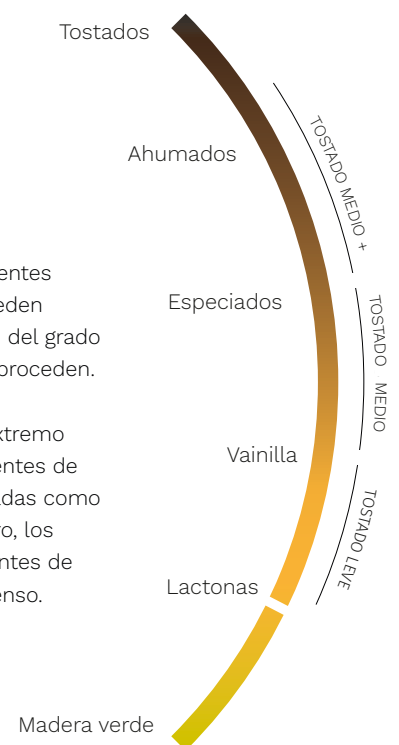 Tostados
TOSTADO MEDIO +
Ahumados
entes
eden
del grado
proceden.
Especiados
TOSTADO MEDIO
xtremo
entes de
das como
o, los
ntes de
enso.
Vainilla
TOSTADO LEVE
Lactonas
Madera verde